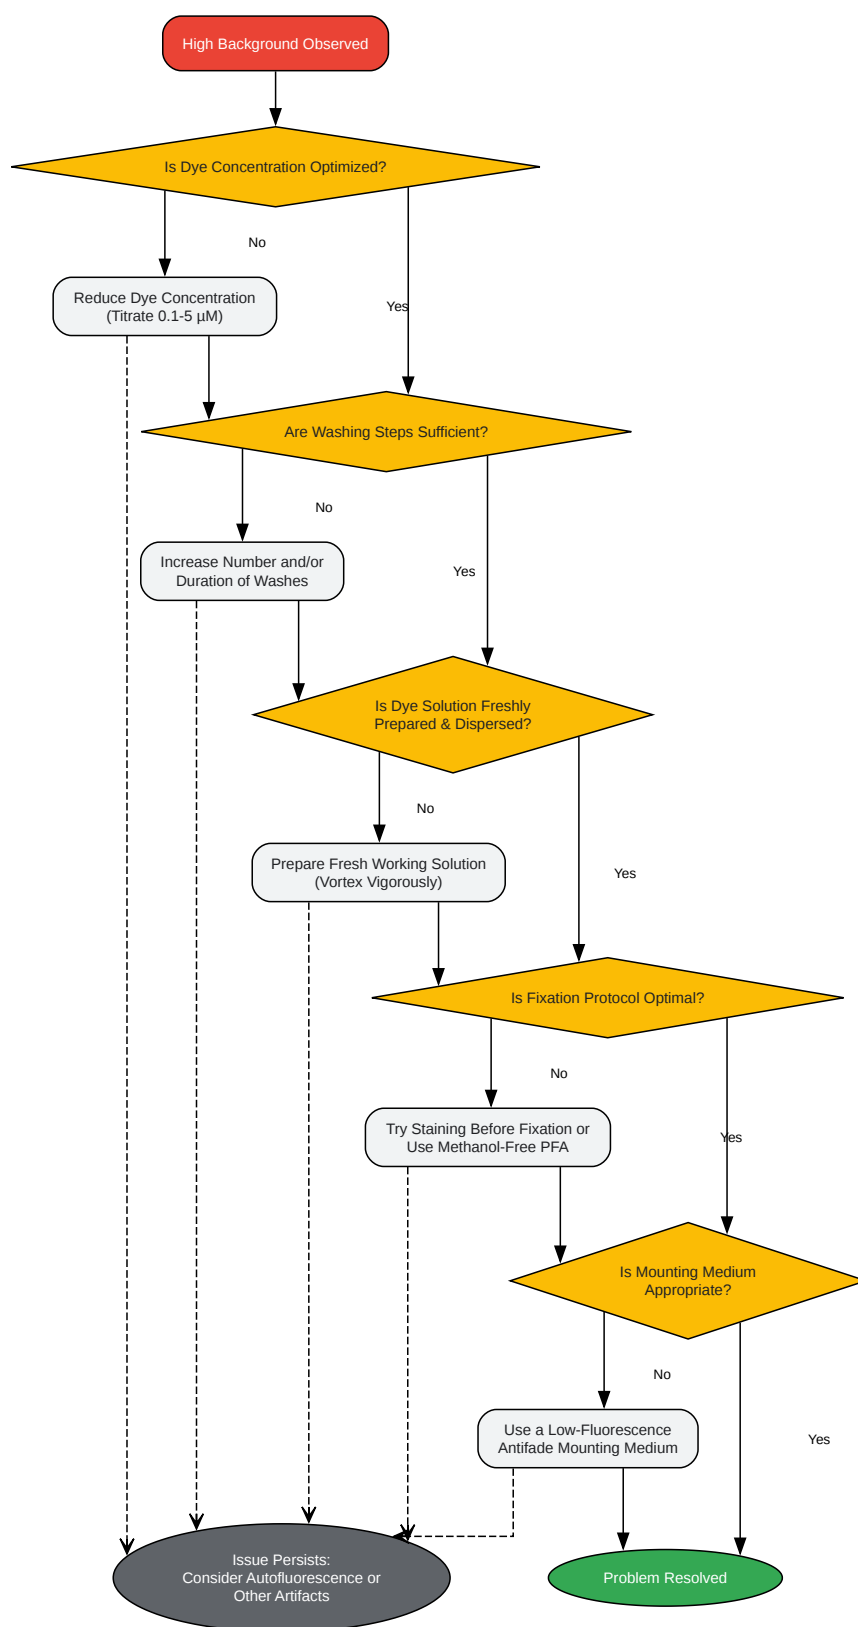 High Background Observed
Is Dye Concentration Optimized?
No
Reduce Dye Concentration
(Titrate 0.1-5 µM)
Yes
Are Washing Steps Sufficient?
No
Increase Number and/or
Duration of Washes
Yes
Is Dye Solution Freshly
Prepared & Dispersed?
No
Prepare Fresh Working Solution
(Vortex Vigorously)
Yes
Is Fixation Protocol Optimal?
No
Try Staining Before Fixation or
Use Methanol-Free PFA
Yes
Is Mounting Medium
Appropriate?
No
Use a Low-Fluorescence
Antifade Mounting Medium
Yes
Issue Persists:
Consider Autofluorescence or
Other Artifacts
Problem Resolved